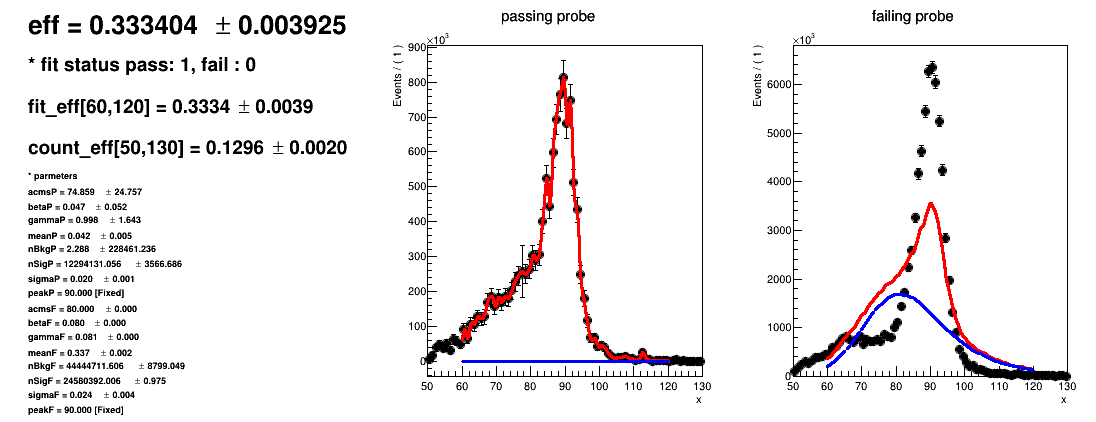 eff = 0.333404 ± 0.003925
* fit status pass: 1, fail : 0
fit_eff[60,120] = 0.3334 ± 0.0039
count_eff[50,130] = 0.1296 ± 0.0020
* parmeters
acmsP = 74.859 ± 24.757
betaP = 0.047 ± 0.052
gammaP = 0.998 ± 1.643
meanP = 0.042 ± 0.005
nBkgP = 2.288 ± 228461.236
nSigP = 12294131.056 ± 3566.686
sigmaP = 0.020 ± 0.001
peakP = 90.000 [Fixed]
acmsF = 80.000 ± 0.000
betaF = 0.080 ± 0.000
gammaF = 0.081 ± 0.000
meanF = 0.337 ± 0.002
nBkgF = 44444711.606 ± 8799.049
nSigF = 24580392.006 ± 0.975
sigmaF = 0.024 ± 0.004
peakF = 90.000 [Fixed]
passing probe
×10³
Events / ( 1 )
900
800
700
600
500
400
300
200
100
0
50 60 70 80 90 100 110 120 130
x
failing probe
×10³
Events / ( 1 )
6000
5000
4000
3000
2000
1000
0
50 60 70 80 90 100 110 120 130
x